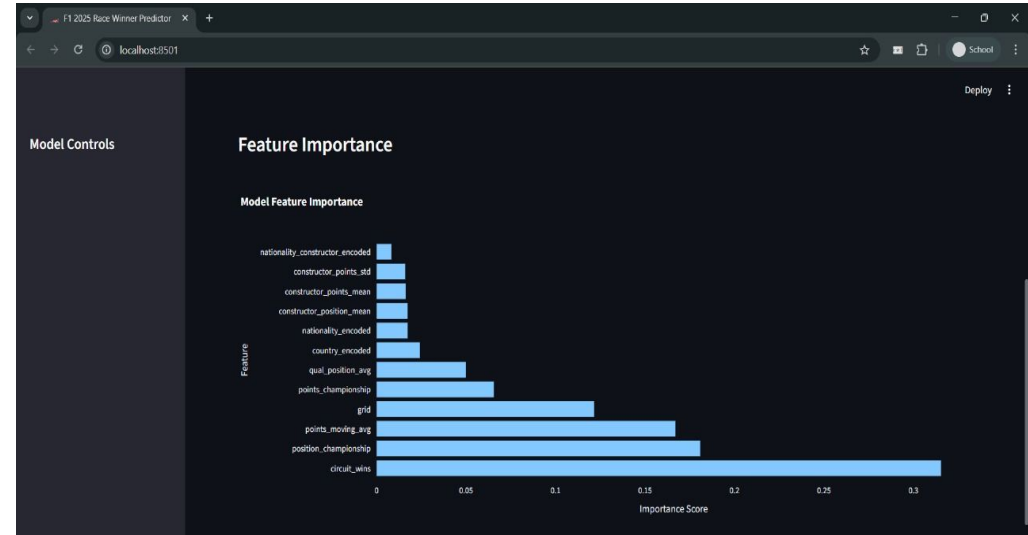 F1 2025 Race Winner Predictor
localhost:8501
School
Deploy
Model Controls
Feature Importance
Model Feature Importance
nationality_constructor_encoded
constructor_points_std
constructor_points_mean
constructor_position_mean
nationality_encoded
country_encoded
qual_position_avg
points_championship
grid
points_moving_avg
position_championship
circuit_wins
Feature
0 0.05 0.1 0.15 0.2 0.25 0.3
Importance Score